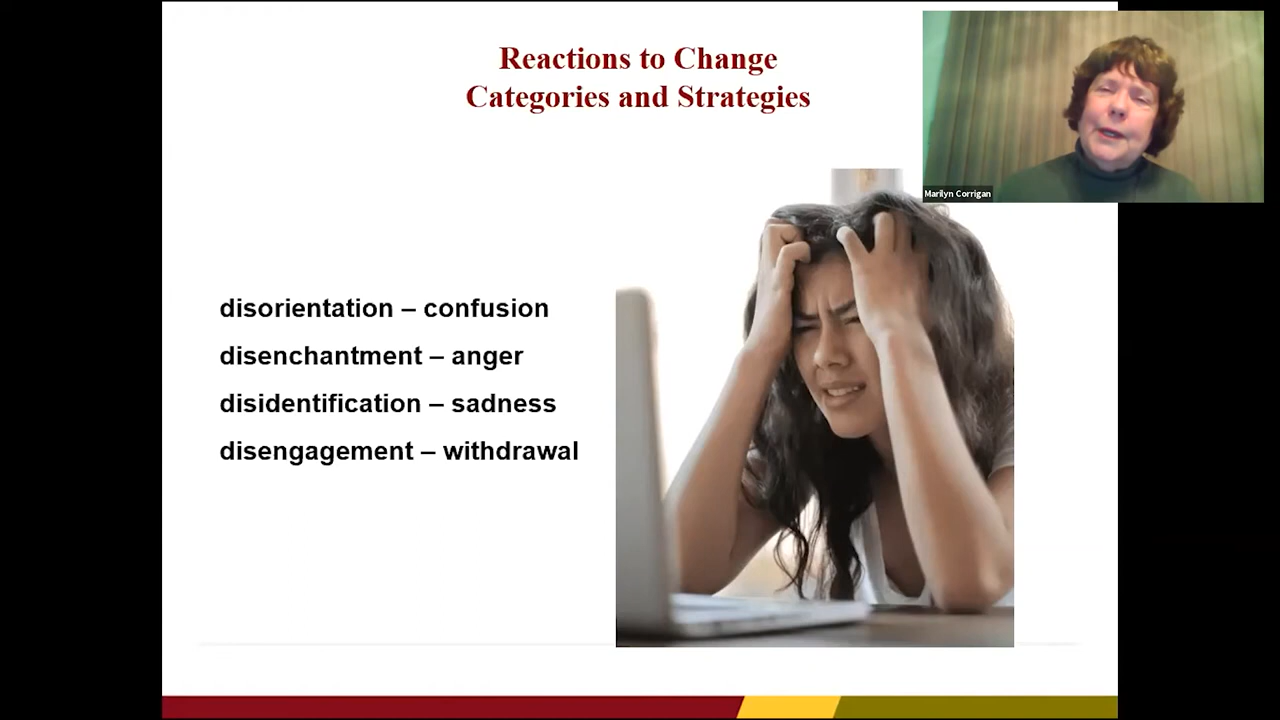 Reactions to Change
Categories and Strategies
Marilyn Corrigan
disorientation – confusion
disenchantment – anger
disidentification – sadness
disengagement – withdrawal